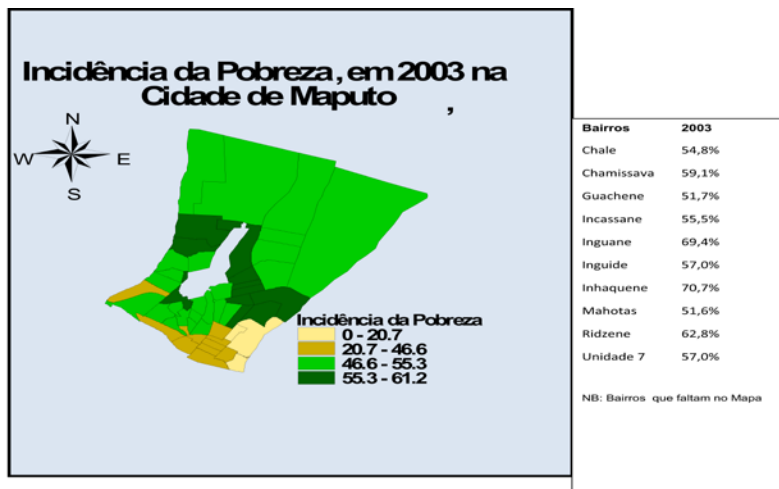 Incidência da Pobreza, em 2003 na
Cidade de Maputo ,
N
W E
S
Incidência da Pobreza
0 - 20.7
20.7 - 46.6
46.6 - 55.3
55.3 - 61.2
Bairros 2003
Chale 54,8%
Chamissava 59,1%
Guachene 51,7%
Incassane 55,5%
Inguane 69,4%
Inguide 57,0%
Inhaquene 70,7%
Mahotas 51,6%
Ridzene 62,8%
Unidade 7 57,0%
NB: Bairros que faltam no Mapa